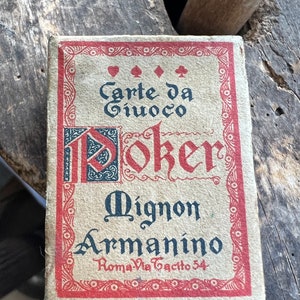 Carte da
Giuoco
Poker
Mignon
Armanino
Roma-Via Tacito 54